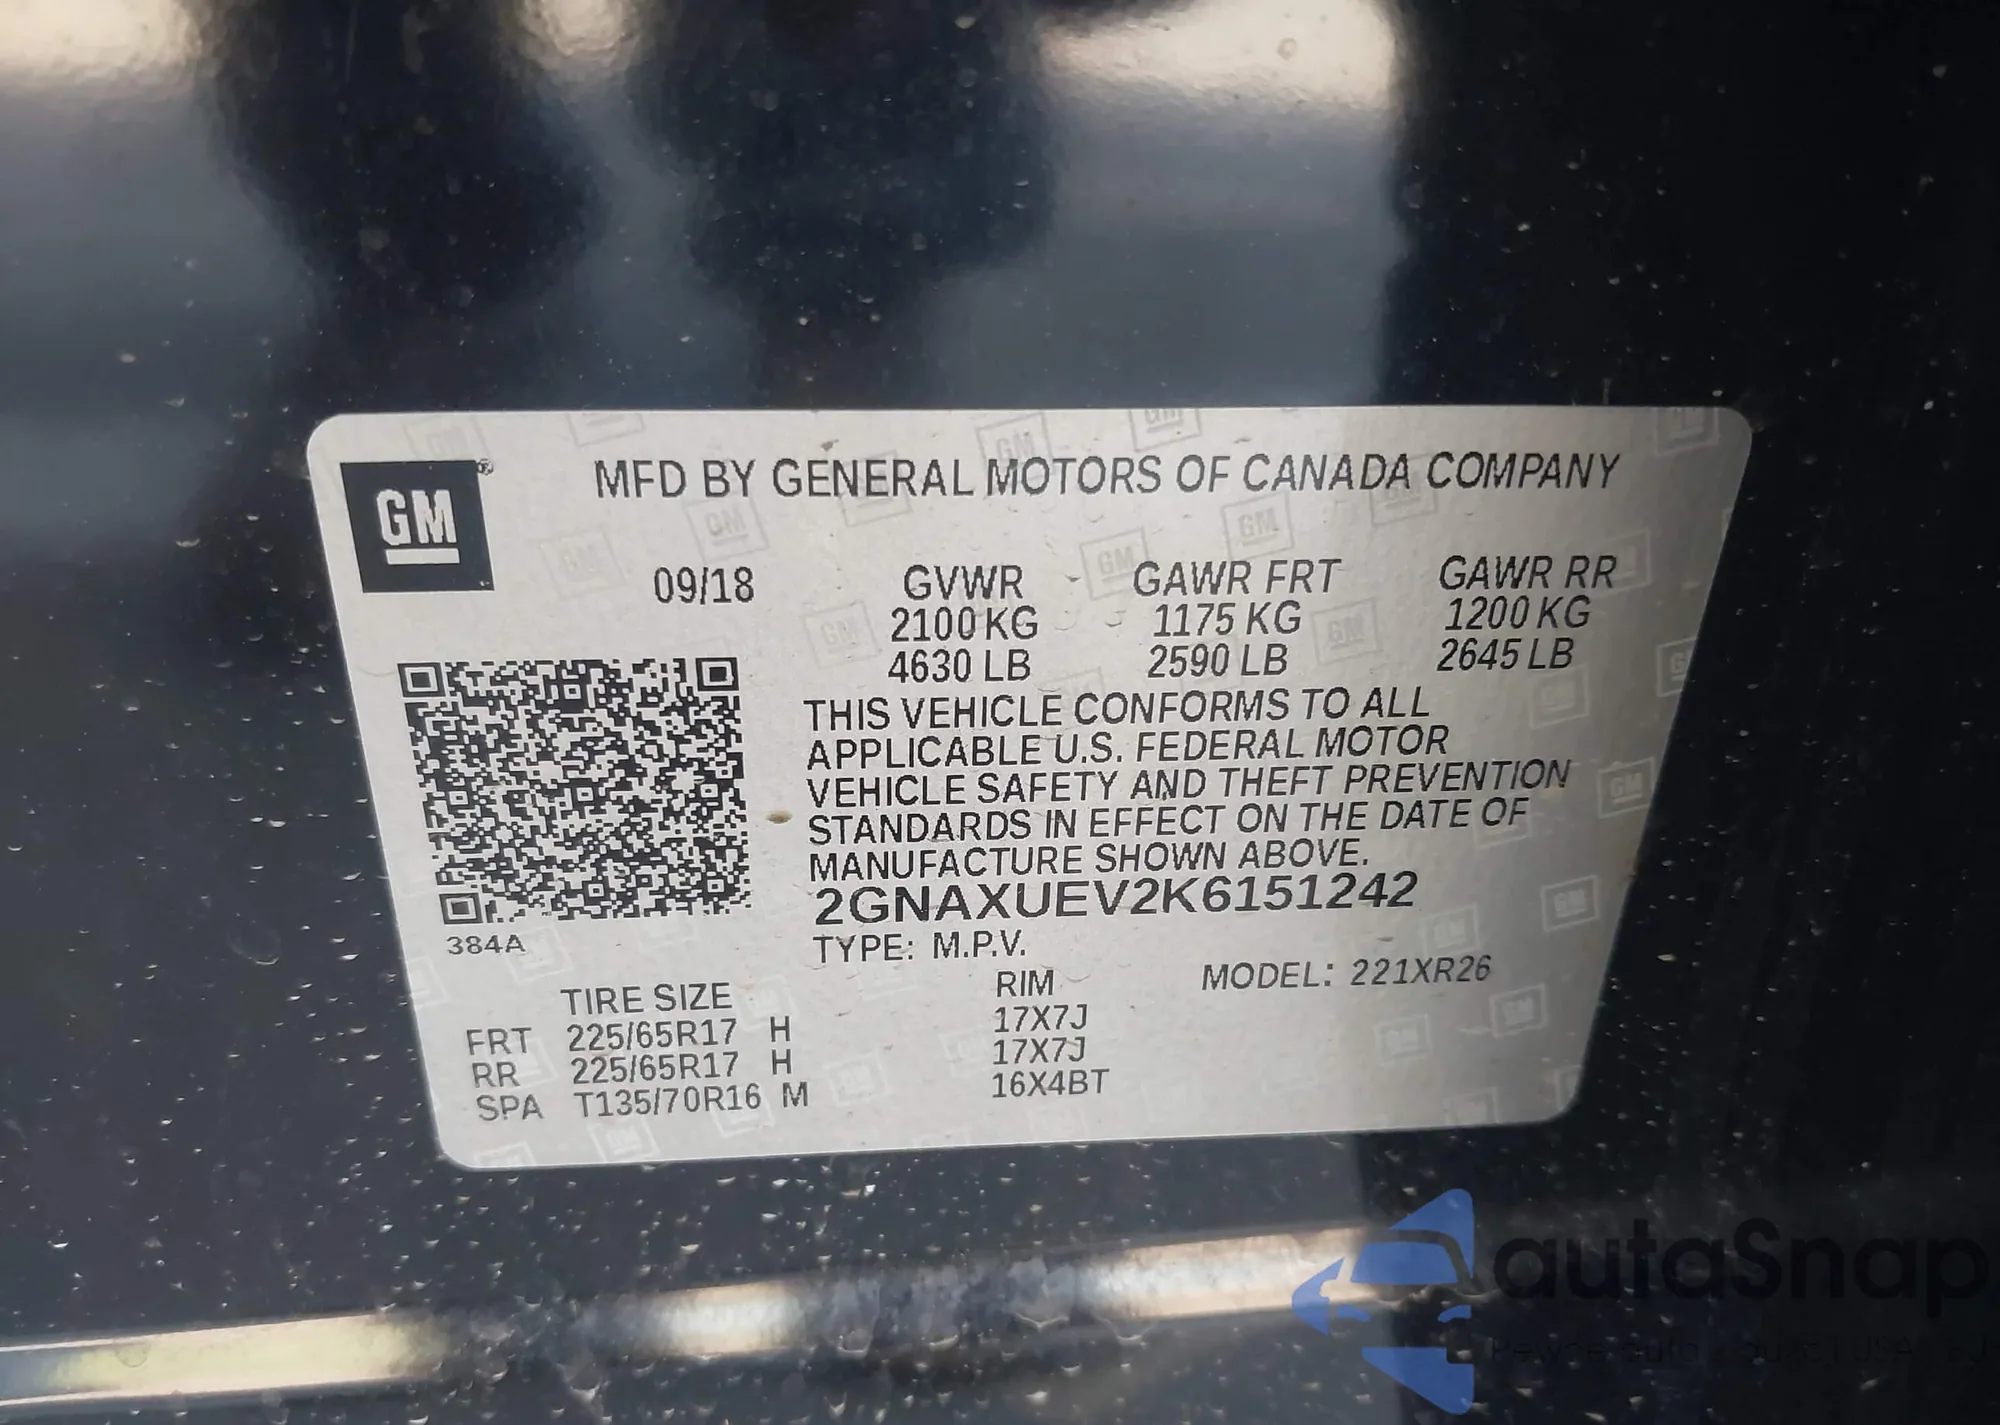 GM®
MFD BY GENERAL MOTORS OF CANADA COMPANY
09/18 GVWR GAWR FRT GAWR RR
2100 KG 1175 KG 1200 KG
4630 LB 2590 LB 2645 LB
THIS VEHICLE CONFORMS TO ALL
APPLICABLE U.S. FEDERAL MOTOR
VEHICLE SAFETY AND THEFT PREVENTION
STANDARDS IN EFFECT ON THE DATE OF
MANUFACTURE SHOWN ABOVE.
2GNAXUEV2K6151242
384A
TYPE: M.P.V.
MODEL: 221XR26
TIRE SIZE RIM
FRT 225/65R17 H 17X7J
RR 225/65R17 H 17X7J
SPA T135/70R16 M 16X4BT
autaSnap